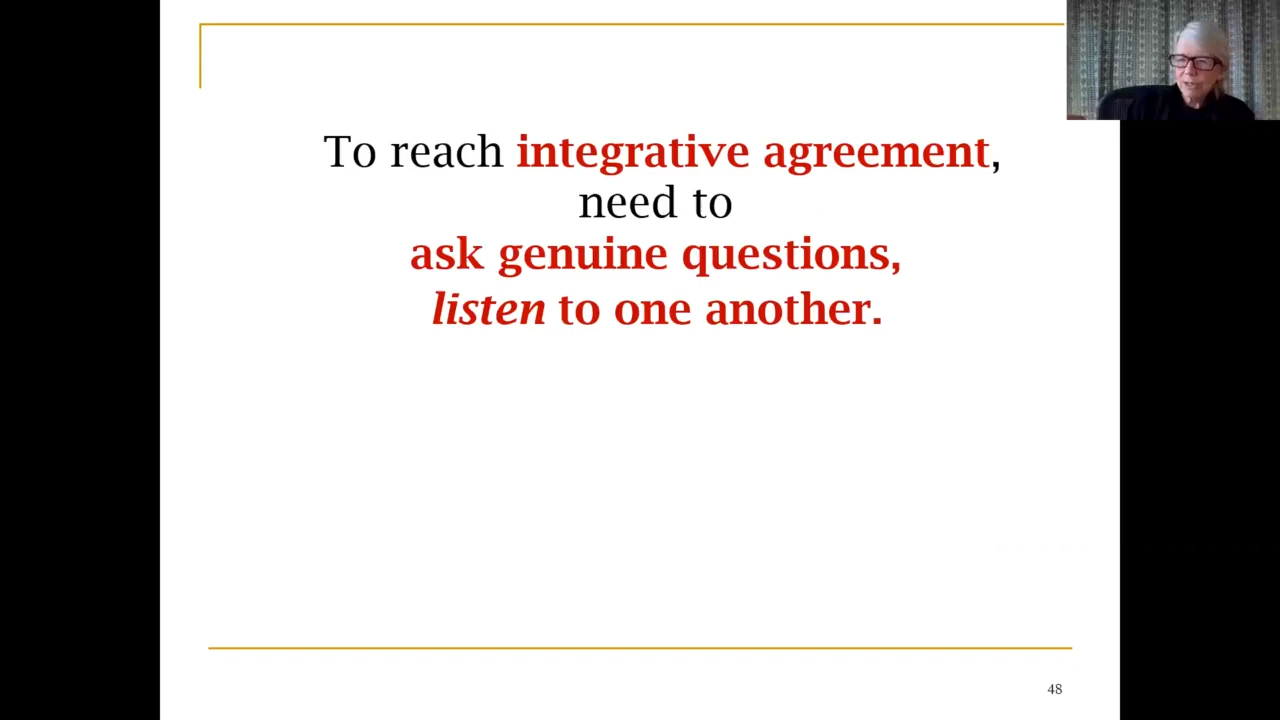 To reach integrative agreement,
need to
ask genuine questions,
listen to one another.
48